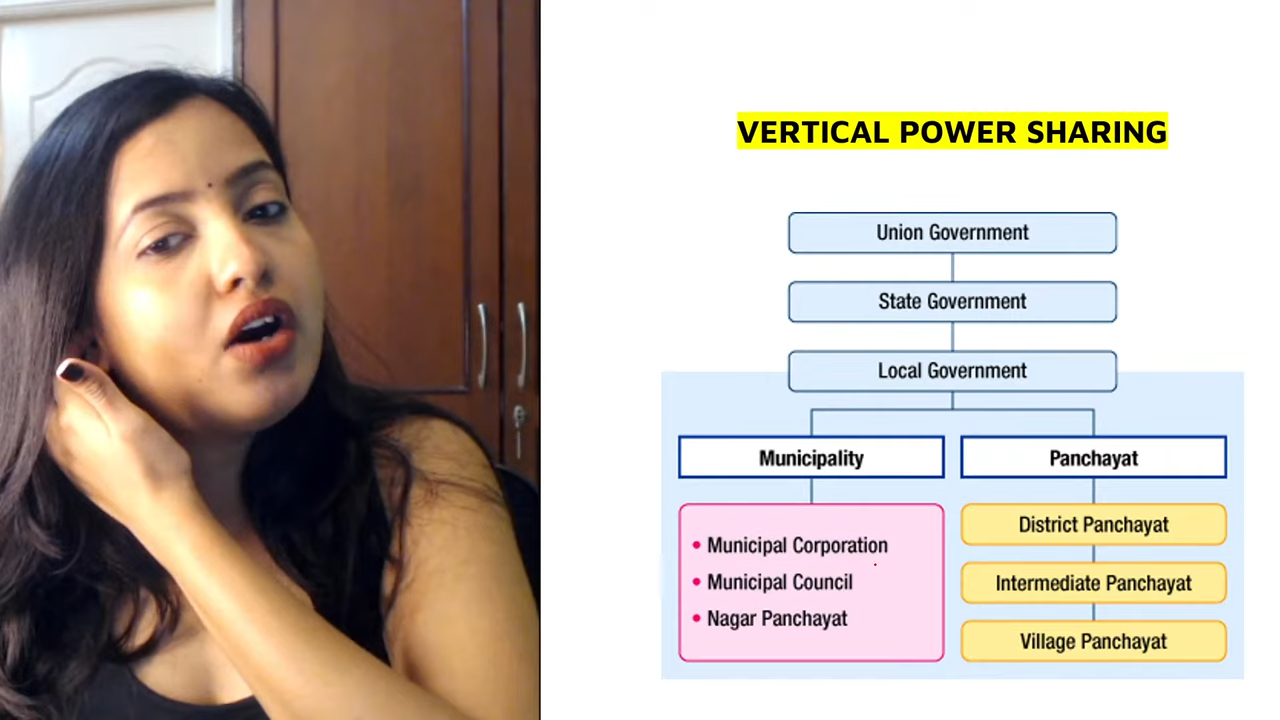 VERTICAL POWER SHARING
Union Government
State Government
Local Government
Municipality
Panchayat
• Municipal Corporation
• Municipal Council
• Nagar Panchayat
District Panchayat
Intermediate Panchayat
Village Panchayat